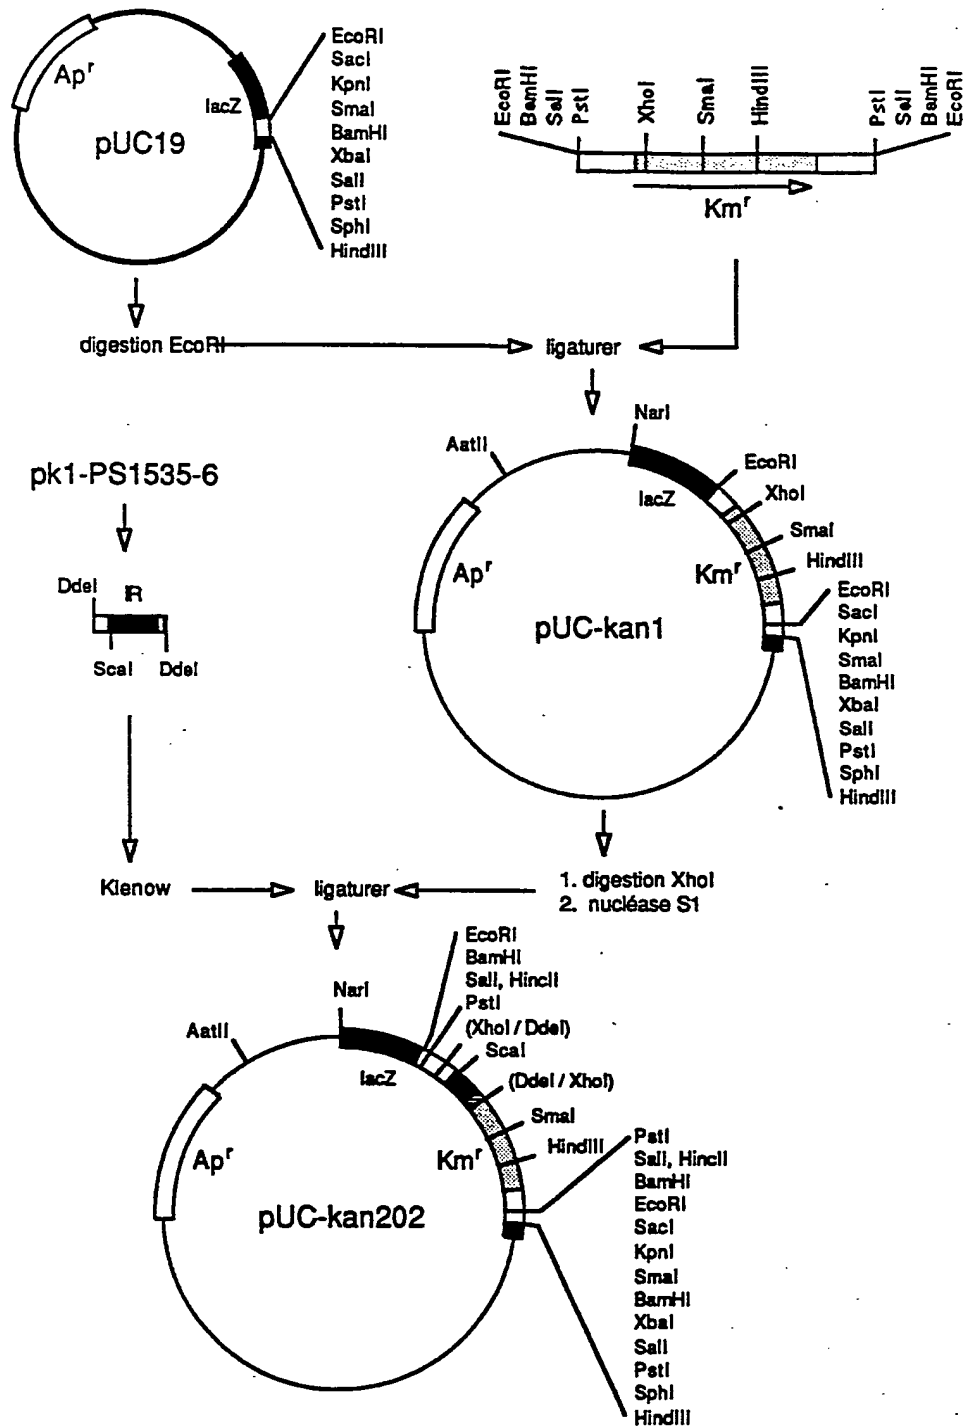 Apr
lacZ
pUC19
EcoRI
SacI
KpnI
SmaI
BamHI
XbaI
SalI
PstI
SphI
HindIII
EcoRI
BamHI
SalI
PstI
XhoI
SmaI
HindIII
PstI
SalI
BamHI
EcoRI
Kmr
digestion EcoRI
ligaturer
pk1-PS1535-6
DdeI
IR
ScaI
DdeI
NarI
AatII
lacZ
EcoRI
XhoI
SmaI
HindIII
Apr
Kmr
pUC-kan1
EcoRI
SacI
KpnI
SmaI
BamHI
XbaI
SalI
PstI
SphI
HindIII
Klenow
ligaturer
1. digestion XhoI
2. nucléase S1
EcoRI
BamHI
SalI, HincII
PstI
(XhoI / DdeI)
ScaI
(DdeI / XhoI)
SmaI
HindIII
NarI
AatII
lacZ
Apr
Kmr
pUC-kan202
PstI
SalI, HincII
BamHI
EcoRI
SacI
KpnI
SmaI
BamHI
XbaI
SalI
PstI
SphI
HindIII